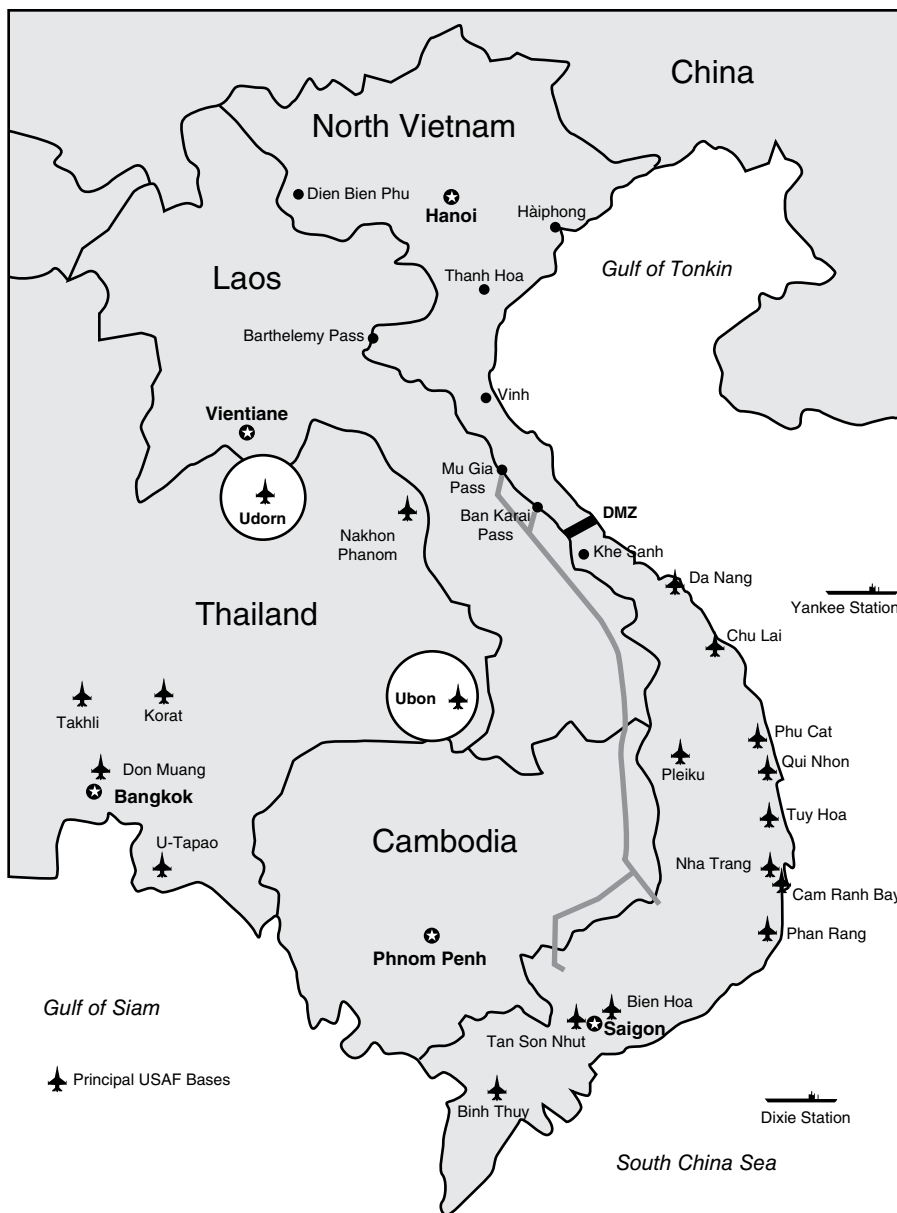 China
North Vietnam
Dien Bien Phu
Hanoi
Hàiphong
Gulf of Tonkin
Laos
Thanh Hoa
Barthelemy Pass
Vinh
Vientiane
Mu Gia
Pass
Udorn
Ban Karai
Pass
DMZ
Nakhon
Phanom
Khe Sanh
Da Nang
Yankee Station
Thailand
Chu Lai
Ubon
Takhli
Korat
Phu Cat
Qui Nhon
Pleiku
Don Muang
Bangkok
Tuy Hoa
Cambodia
U-Tapao
Nha Trang
Cam Ranh Bay
Phan Rang
Phnom Penh
Gulf of Siam
Bien Hoa
Saigon
Tan Son Nhut
Principal USAF Bases
Binh Thuy
Dixie Station
South China Sea